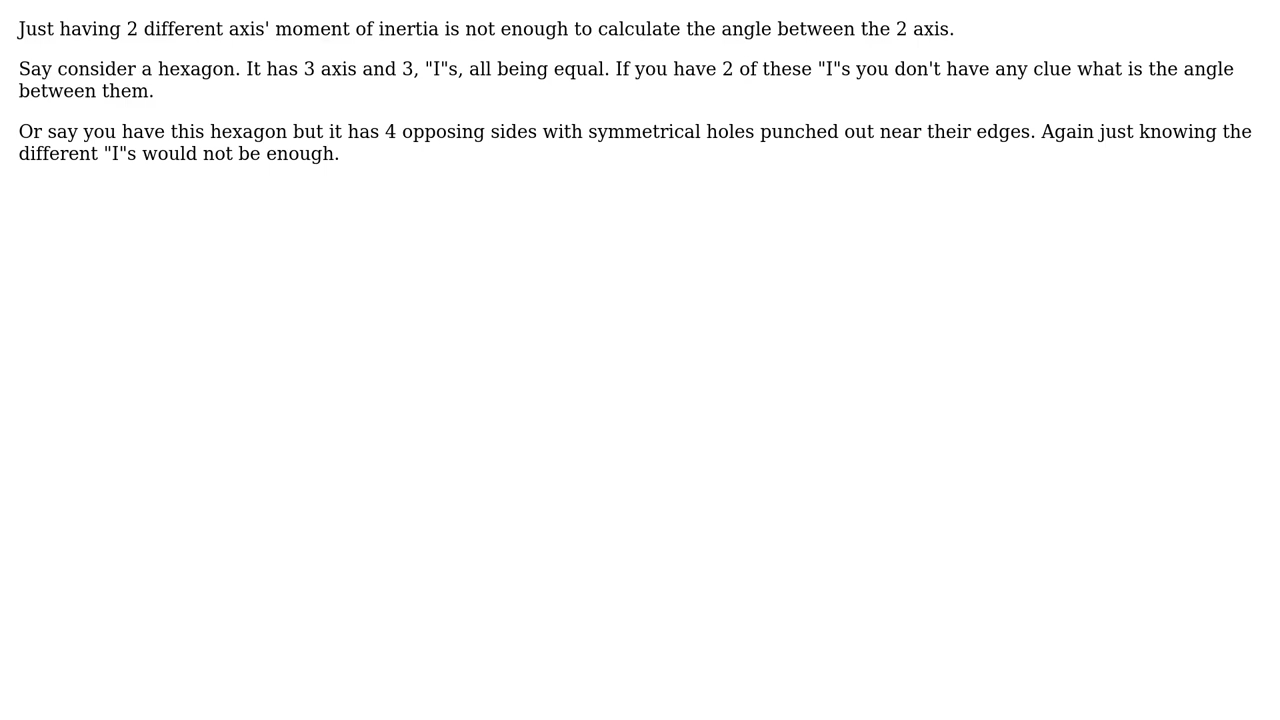 Just having 2 different axis' moment of inertia is not enough to calculate the angle between the 2 axis.
Say consider a hexagon. It has 3 axis and 3, "I"s, all being equal. If you have 2 of these "I"s you don't have any clue what is the angle
between them.
Or say you have this hexagon but it has 4 opposing sides with symmetrical holes punched out near their edges. Again just knowing the
different "I"s would not be enough.